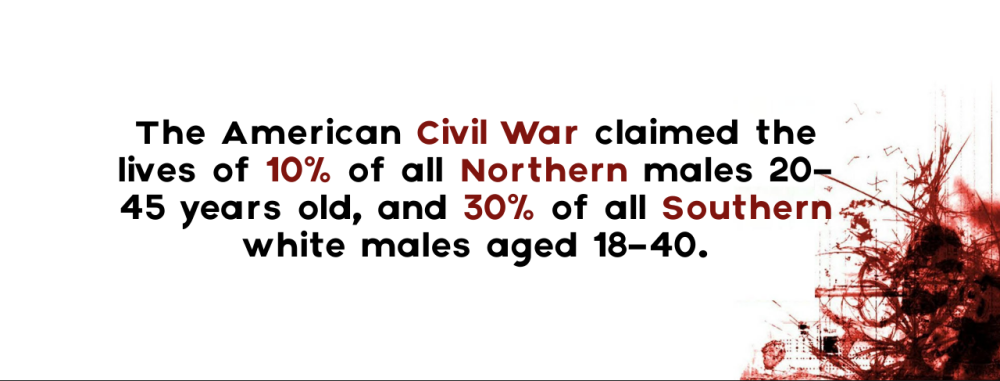 The American Civil War claimed the
lives of 10% of all Northern males 20–
45 years old, and 30% of all Southern
white males aged 18–40.